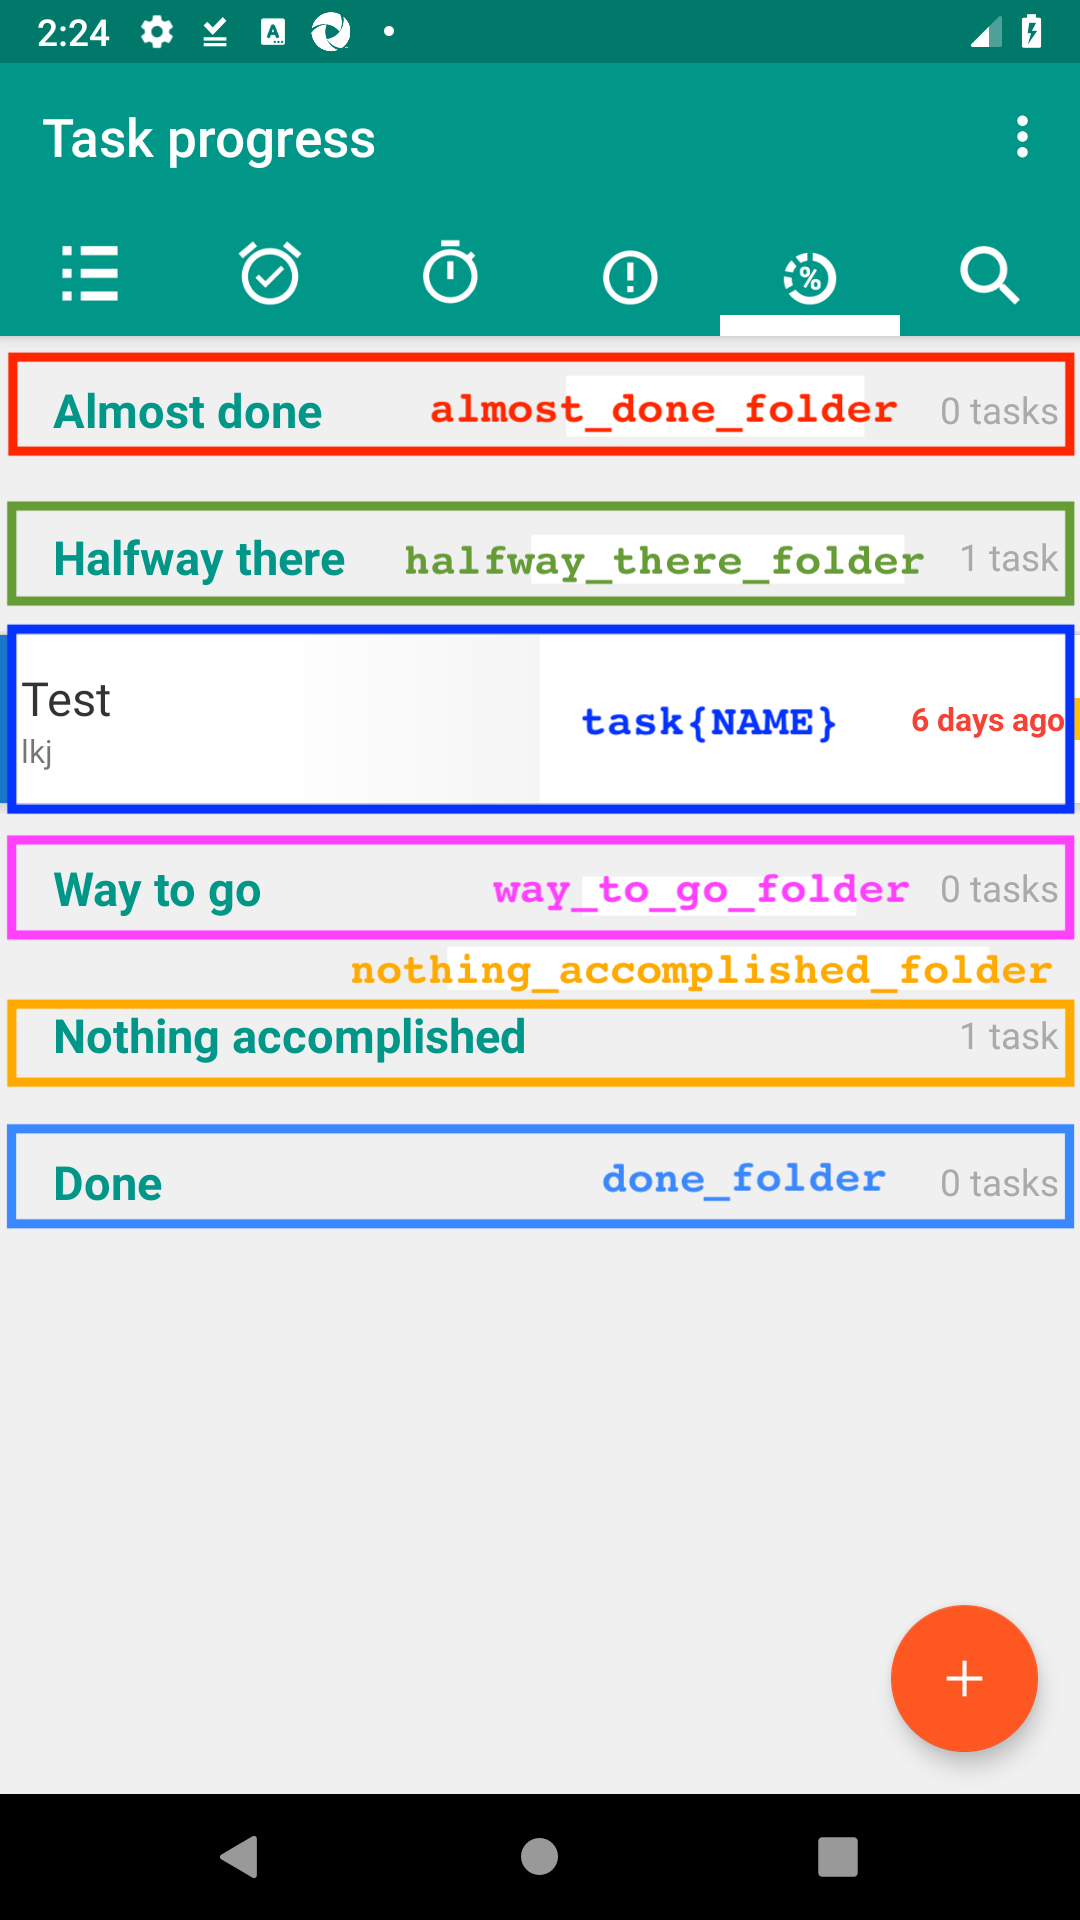 2:24
Task progress
Almost done almost_done_folder 0 tasks
Halfway there halfway_there_folder 1 task
Test
lkj
task{NAME} 6 days ago
Way to go way_to_go_folder 0 tasks
nothing_accomplished_folder
Nothing accomplished 1 task
Done done_folder 0 tasks